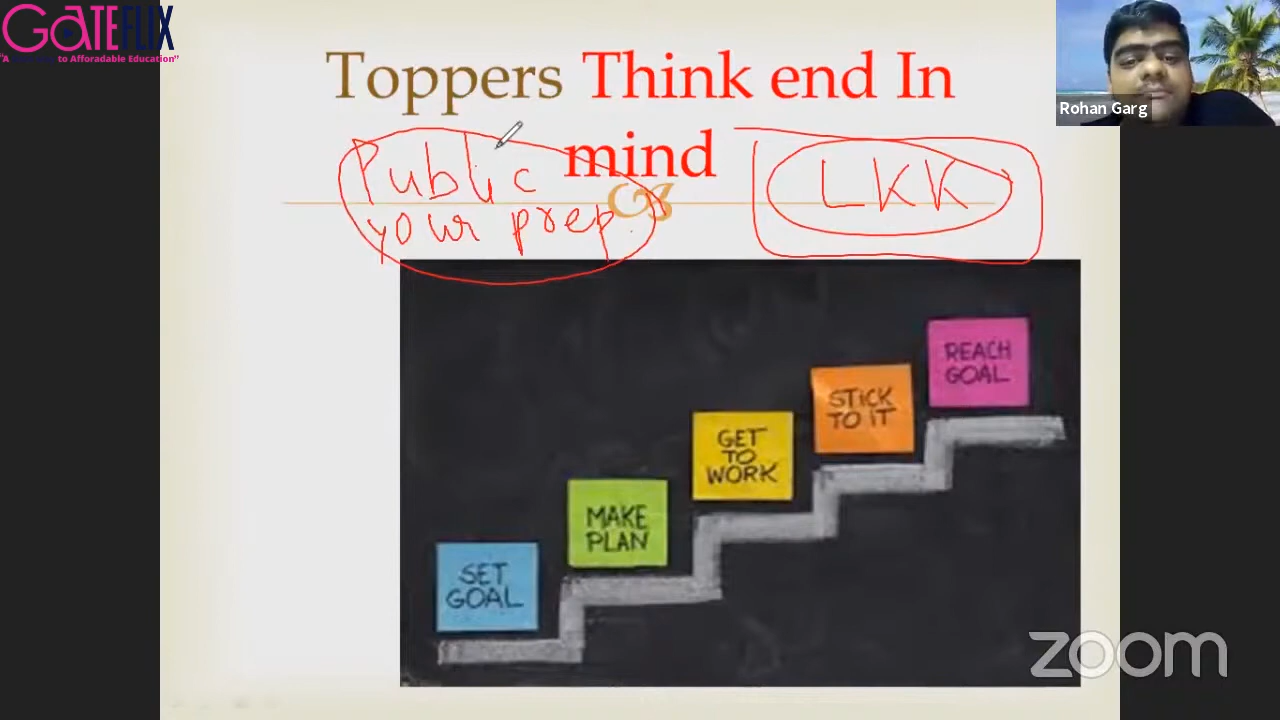 GATEFLIX
"A to Afforadable Education"
Toppers Think end In
mind
Public
your prep.
LKK
Rohan Garg
REACH
GOAL
STICK
TO IT
GET
TO
WORK
MAKE
PLAN
SET
GOAL
zoom